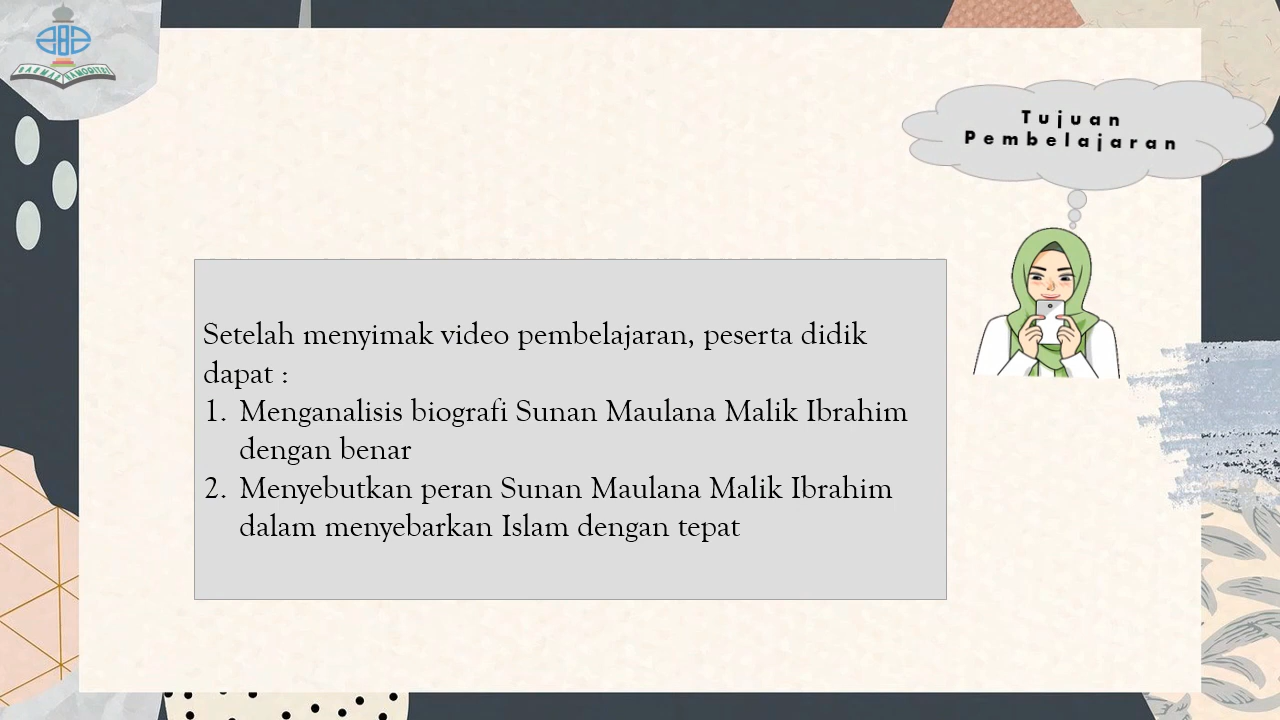 Tujuan
Pembelajaran
Setelah menyimak video pembelajaran, peserta didik
dapat :
1. Menganalisis biografi Sunan Maulana Malik Ibrahim
dengan benar
2. Menyebutkan peran Sunan Maulana Malik Ibrahim
dalam menyebarkan Islam dengan tepat